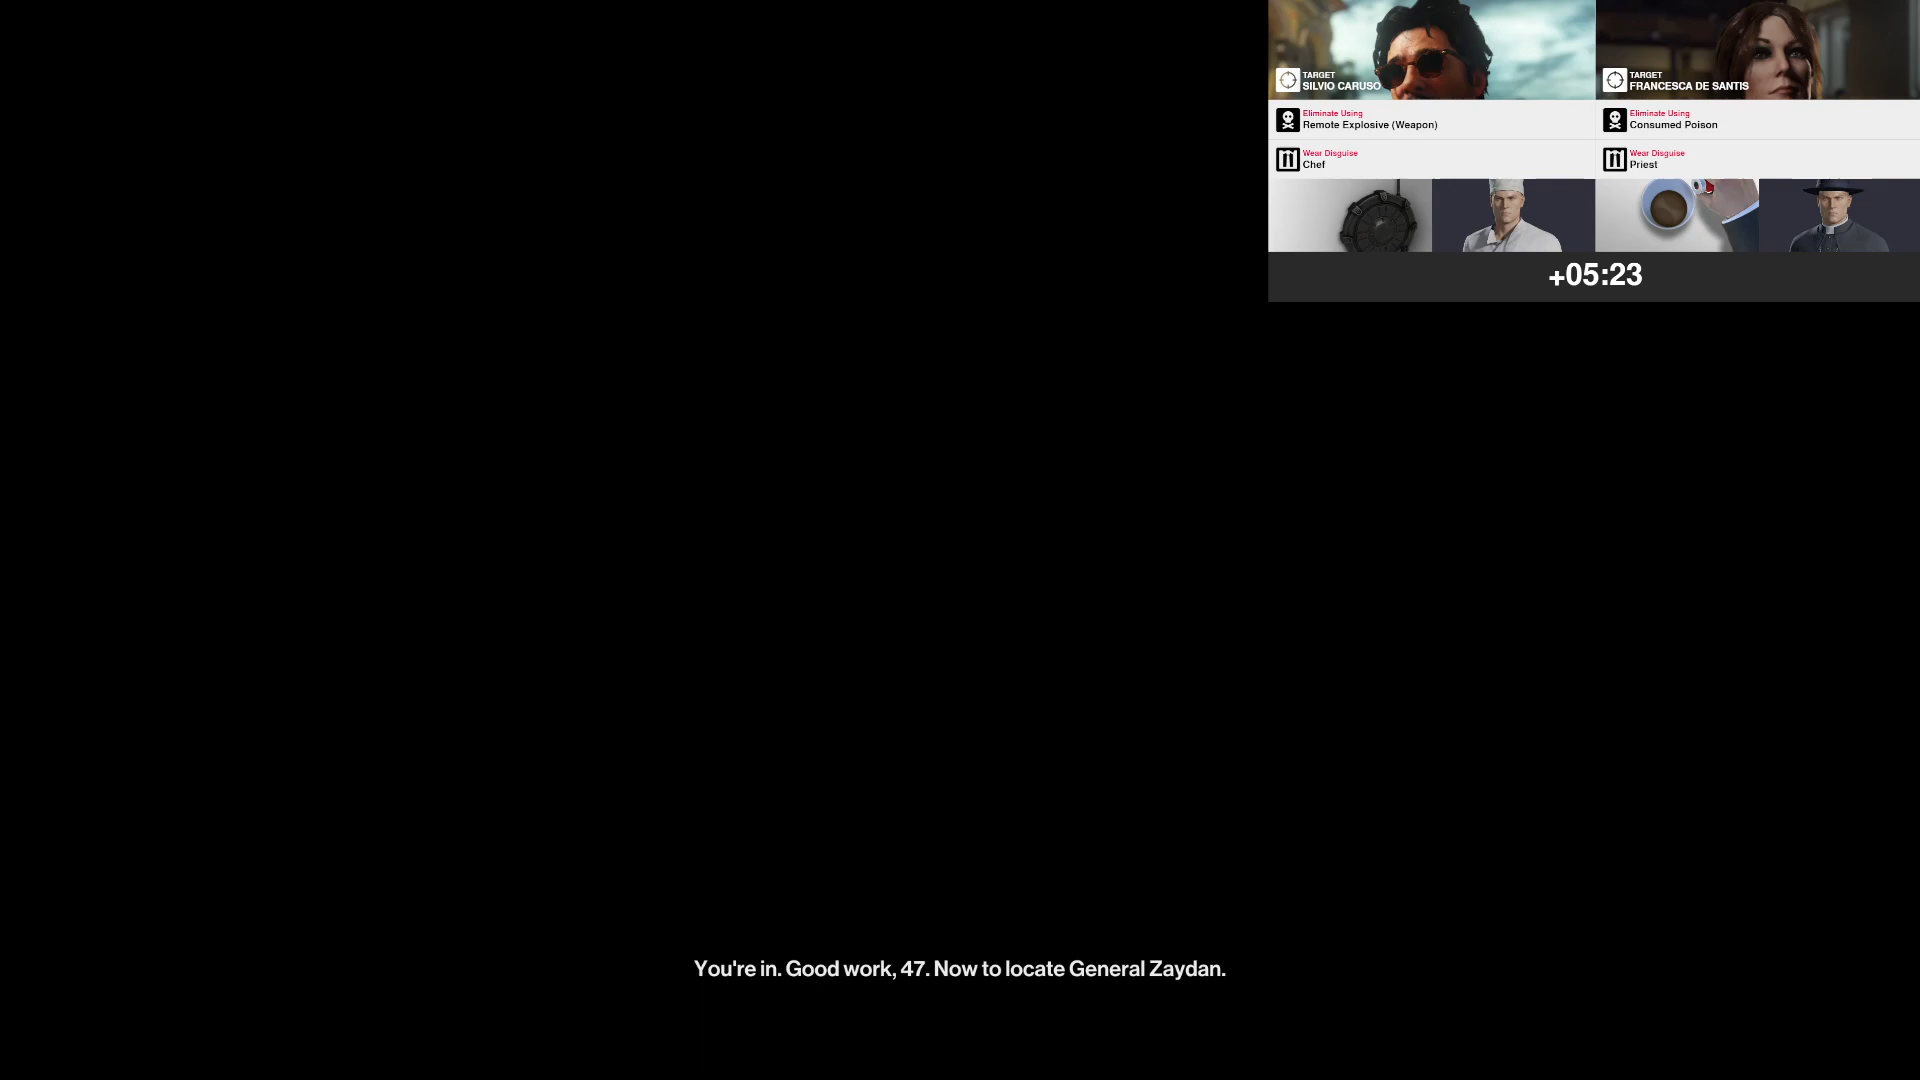 TARGET
SILVIO CARUSO
Eliminate Using
Remote Explosive (Weapon)
Wear Disguise
Chef
TARGET
FRANCESCA DE SANTIS
Eliminate Using
Consumed Poison
Wear Disguise
Priest
+05:23
You're in. Good work, 47. Now to locate General Zaydan.